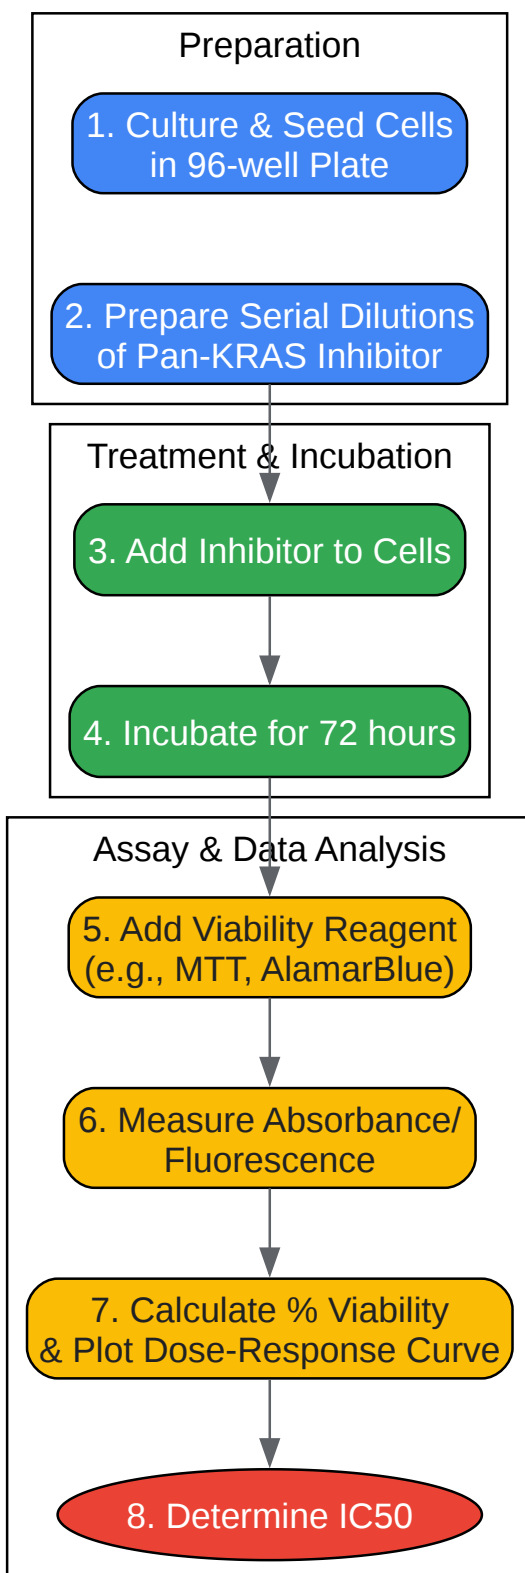 Preparation
1. Culture & Seed Cells
in 96-well Plate
2. Prepare Serial Dilutions
of Pan-KRAS Inhibitor
Treatment & Incubation
3. Add Inhibitor to Cells
4. Incubate for 72 hours
Assay & Data Analysis
5. Add Viability Reagent
(e.g., MTT, AlamarBlue)
6. Measure Absorbance/
Fluorescence
7. Calculate % Viability
& Plot Dose-Response Curve
8. Determine IC50